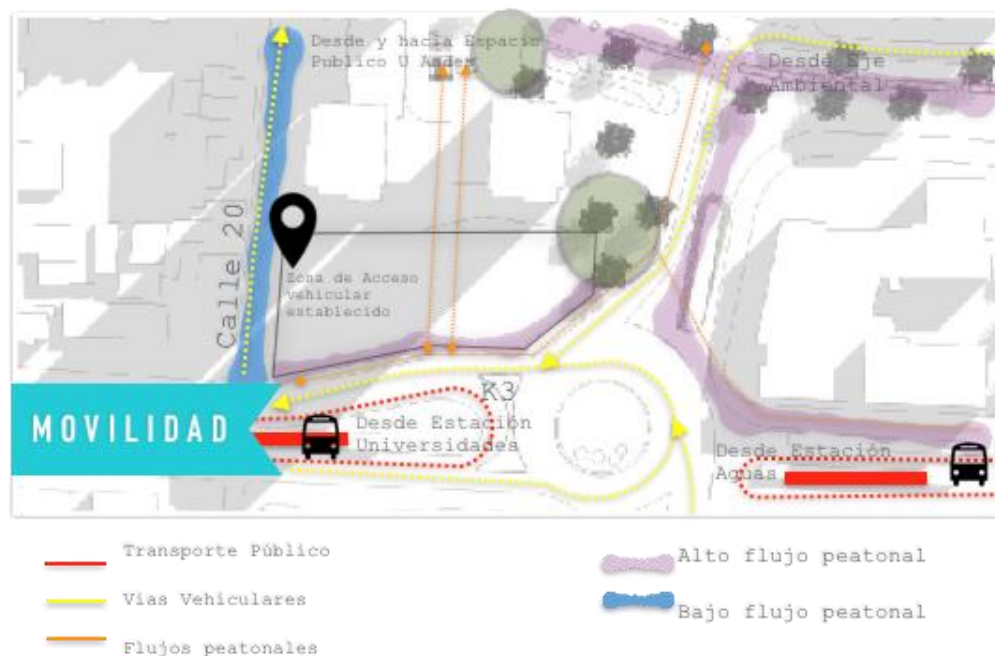 Desde y hacia Espacio
Publico U Andes
Desde Eje
Ambiental
Calle 20
Zona de Acceso
vehicular
establecido
MOVILIDAD
K3
Desde Estación
Universidades
Desde Estación
Aguas
Transporte Público
Vias Vehiculares
Flujos peatonales
Alto flujo peatonal
Bajo flujo peatonal